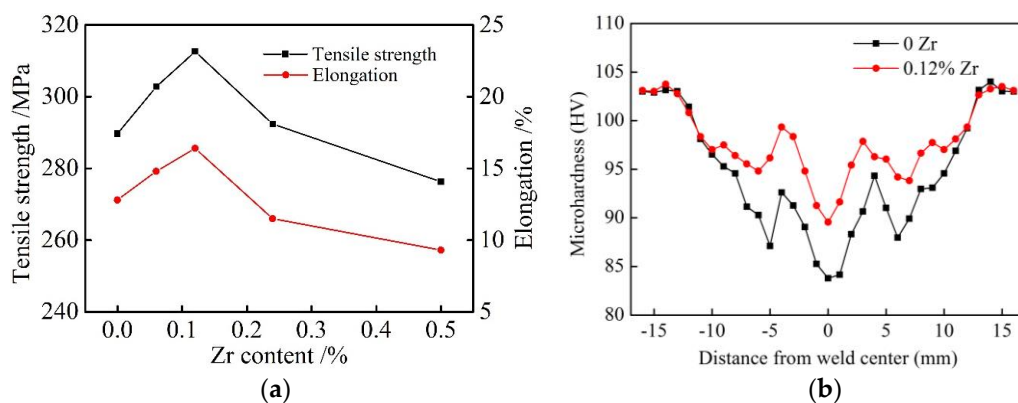 320
300
280
260
240
Tensile strength /MPa
25
20
15
10
5
Elongation /%
Tensile strength
Elongation
0.0 0.1 0.2 0.3 0.4 0.5
Zr content /%
(a)
110
105
100
95
90
85
80
Microhardness (HV)
0 Zr
0.12% Zr
-15 -10 -5 0 5 10 15
Distance from weld center (mm)
(b)